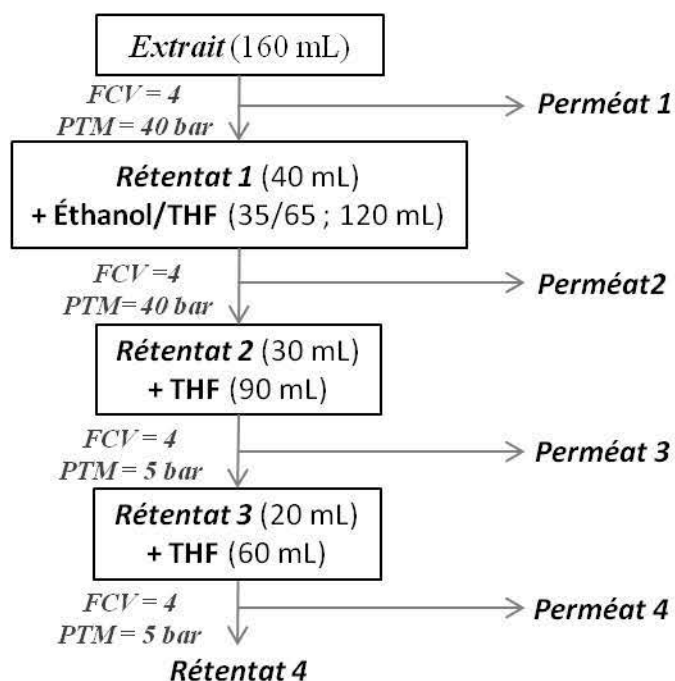 Extrait (160 mL)
FCV = 4
PTM = 40 bar
Perméat 1
Rétentat 1 (40 mL)
+ Éthanol/THF (35/65 ; 120 mL)
FCV =4
PTM= 40 bar
Perméat2
Rétentat 2 (30 mL)
+ THF (90 mL)
FCV = 4
PTM = 5 bar
Perméat 3
Rétentat 3 (20 mL)
+ THF (60 mL)
FCV = 4
PTM = 5 bar
Perméat 4
Rétentat 4